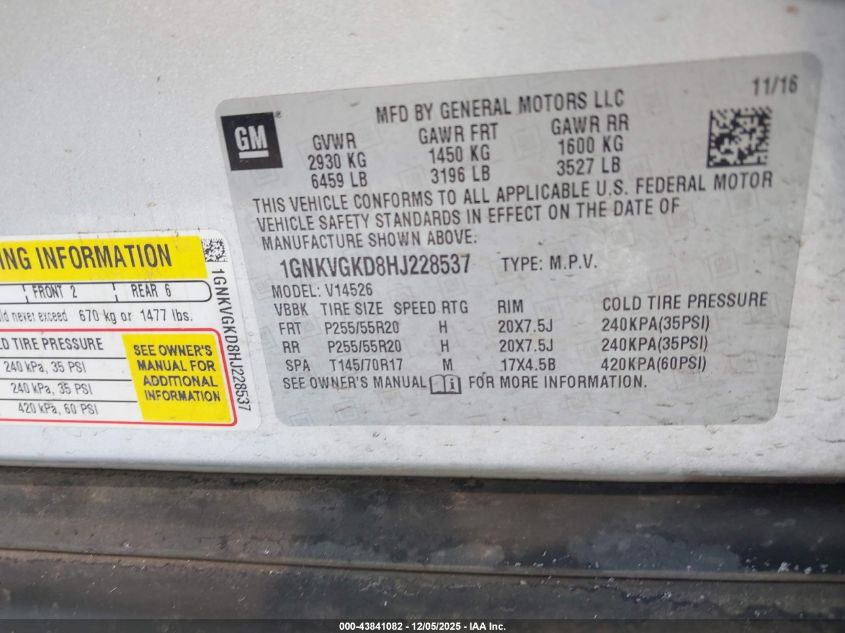 11/16
MFD BY GENERAL MOTORS LLC
GM
GVWR GAWR FRT GAWR RR
2930 KG 1450 KG 1600 KG
6459 LB 3196 LB 3527 LB
THIS VEHICLE CONFORMS TO ALL APPLICABLE U.S. FEDERAL MOTOR
VEHICLE SAFETY STANDARDS IN EFFECT ON THE DATE OF
MANUFACTURE SHOWN ABOVE.
1GNKVGKD8HJ228537 TYPE: M.P.V.
MODEL: V14526
VBBK TIRE SIZE SPEED RTG RIM COLD TIRE PRESSURE
FRT P255/55R20 H 20X7.5J 240KPA(35PSI)
RR P255/55R20 H 20X7.5J 240KPA(35PSI)
SPA T145/70R17 M 17X4.5B 420KPA(60PSI)
SEE OWNER'S MANUAL i FOR MORE INFORMATION.
INFORMATION
FRONT 2 REAR 6
never exceed 670 kg or 1477 lbs.
TIRE PRESSURE
240 kPa, 35 PSI
240 kPa, 35 PSI
420 kPa, 60 PSI
SEE OWNER'S
MANUAL FOR
ADDITIONAL
INFORMATION
1GNKVGKD8HJ228537
000-43841082 - 12/05/2025 - IAA Inc.